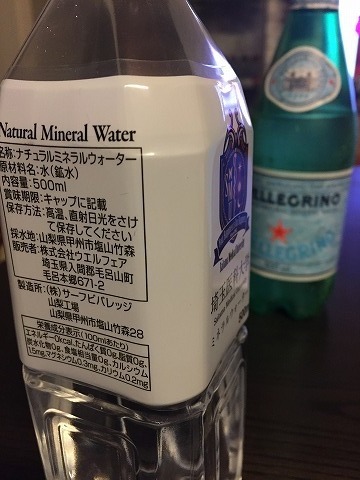 Natural Mineral Water
名称:ナチュラルミネラルウォーター
原材料名:水(鉱水)
内容量:500ml
賞味期限:キャップに記載
保存方法:高温、直射日光をさけ
て保存してください
採水地:山梨県甲州市塩山竹森
販売者:株式会社ウエルフェア
埼玉県入間郡毛呂山町
毛呂本郷671-2
製造所:(株)サーフビバレッジ
山梨工場
山梨県甲州市塩山竹森28
栄養成分表示(100mlあたり)
エネルギー0kcal,たんぱく質0g,脂質0g,
炭水化物0g,食塩相当量0g,カルシウム
1.5mg,マグネシウム0.3mg,カリウム0.2mg
埼玉医科大学
ELLEGRINO
PELLEGRINO